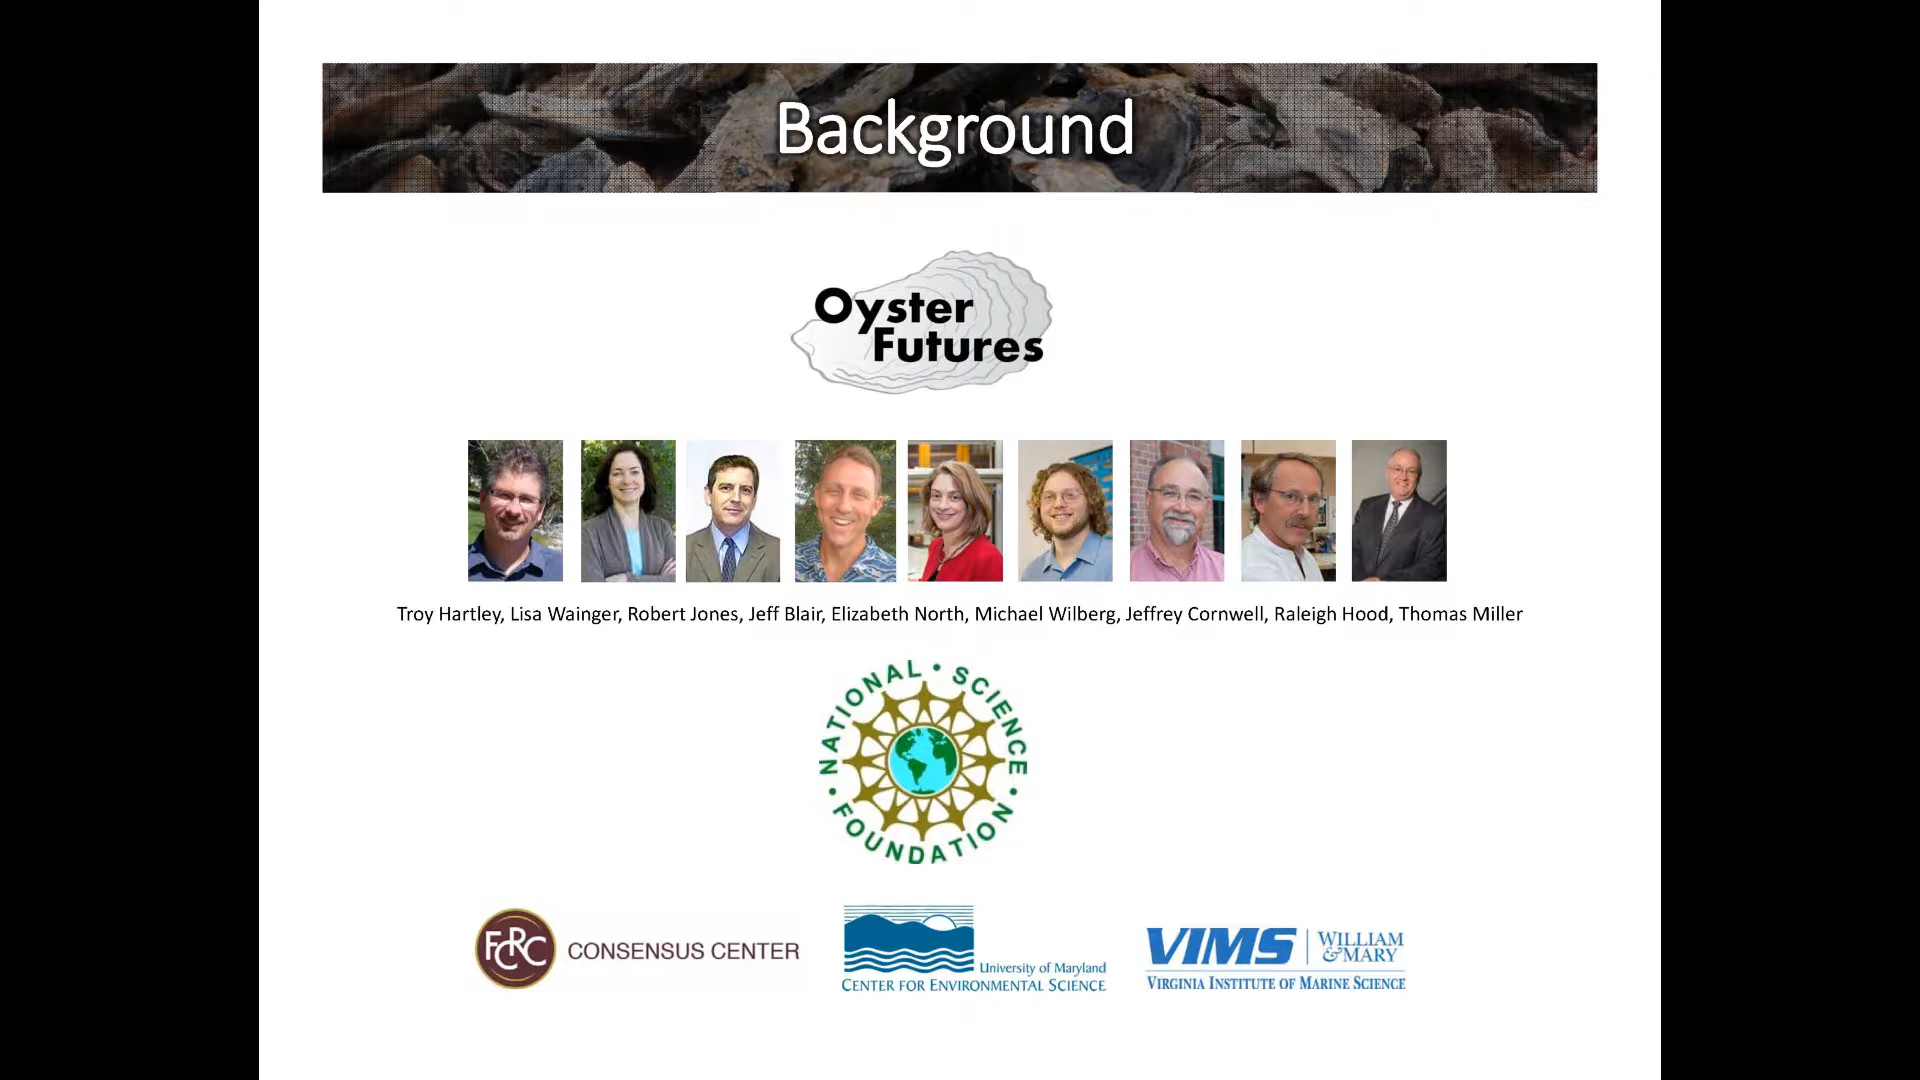 Background
Oyster
Futures
Troy Hartley, Lisa Wainger, Robert Jones, Jeff Blair, Elizabeth North, Michael Wilberg, Jeffrey Cornwell, Raleigh Hood, Thomas Miller
NATIONAL • SCIENCE • FOUNDATION •
FCRC CONSENSUS CENTER
University of Maryland
CENTER FOR ENVIRONMENTAL SCIENCE
VIMS | WILLIAM & MARY
VIRGINIA INSTITUTE OF MARINE SCIENCE